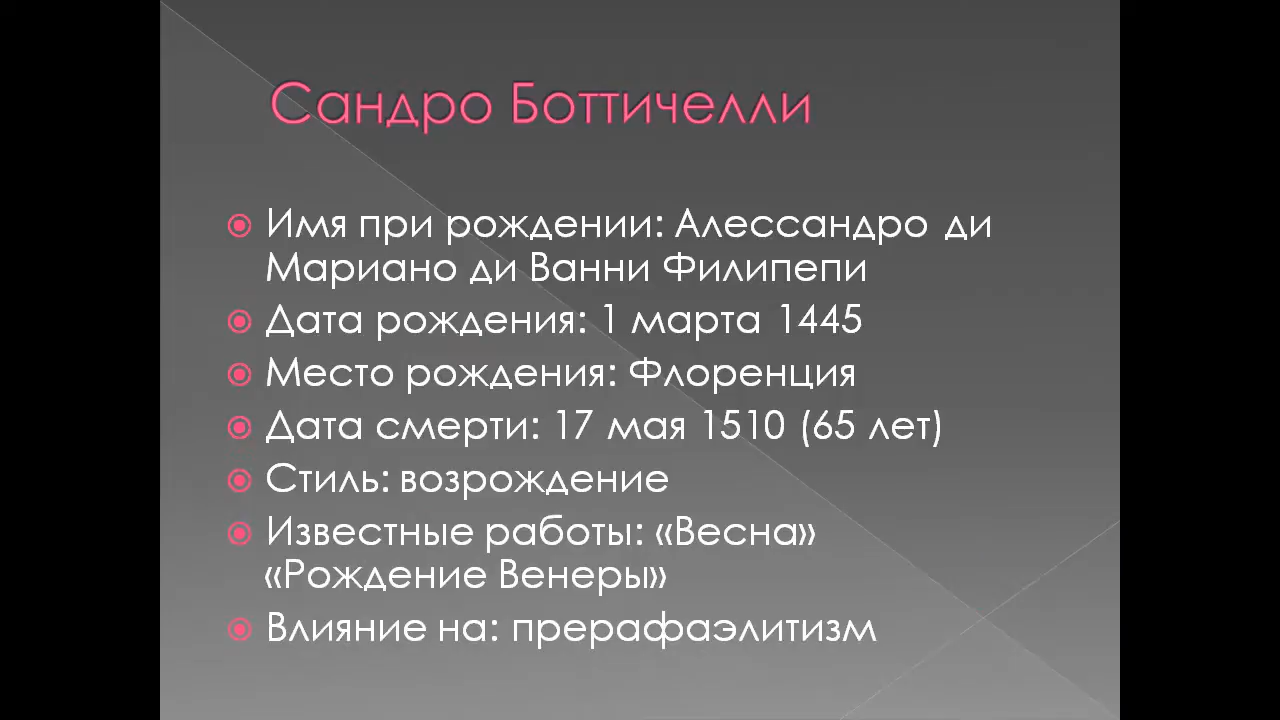 Сандро Боттичелли
Имя при рождении: Алессандро ди
Мариано ди Ванни Филипепи
Дата рождения: 1 марта 1445
Место рождения: Флоренция
Дата смерти: 17 мая 1510 (65 лет)
Стиль: возрождение
Известные работы: «Весна»
«Рождение Венеры»
Влияние на: прерафаэлитизм